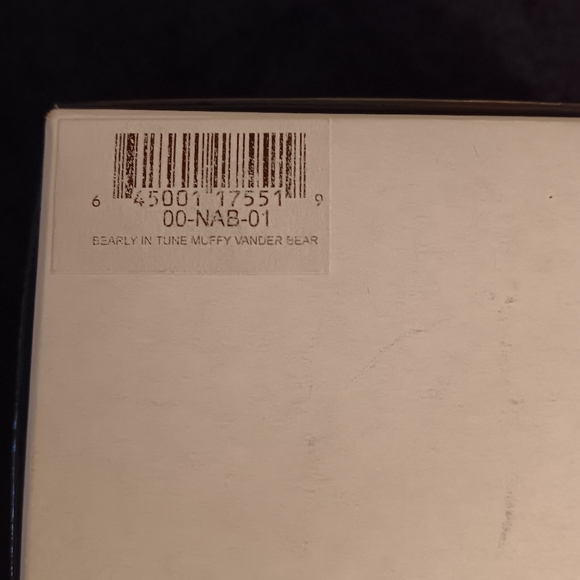 6 45001 17551 9
00-NAB-01
BEARLY IN TUNE MUFFY VANDER BEAR